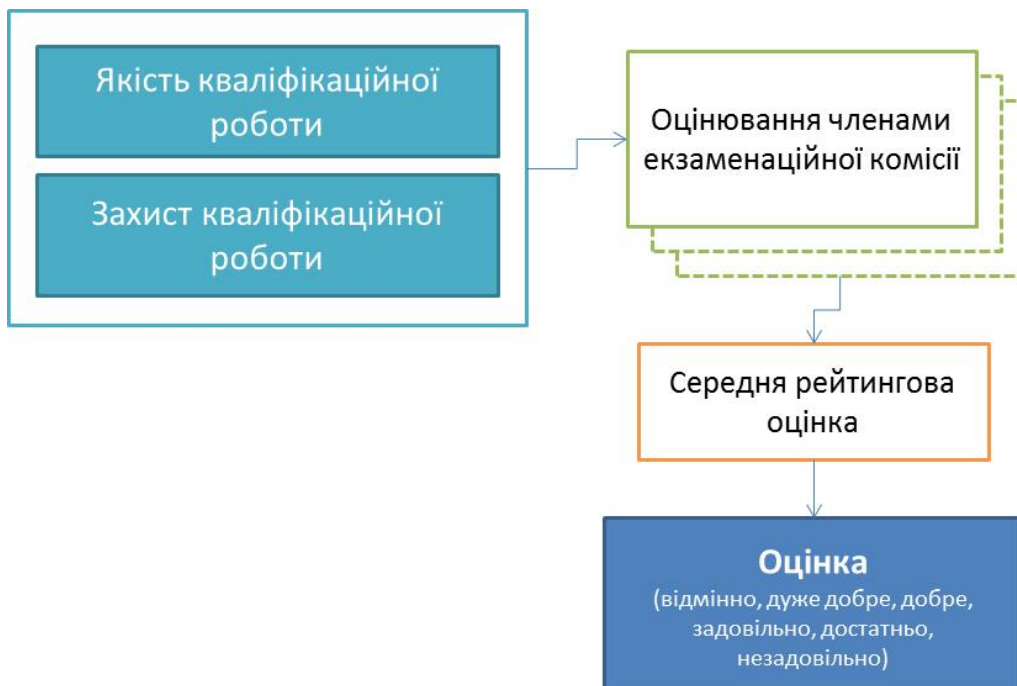 Якість кваліфікаційної
роботи
Захист кваліфікаційної
роботи
Оцінювання членами
екзаменаційної комісії
Середня рейтингова
оцінка
Оцінка
(відмінно, дуже добре, добре,
задовільно, достатньо,
незадовільно)